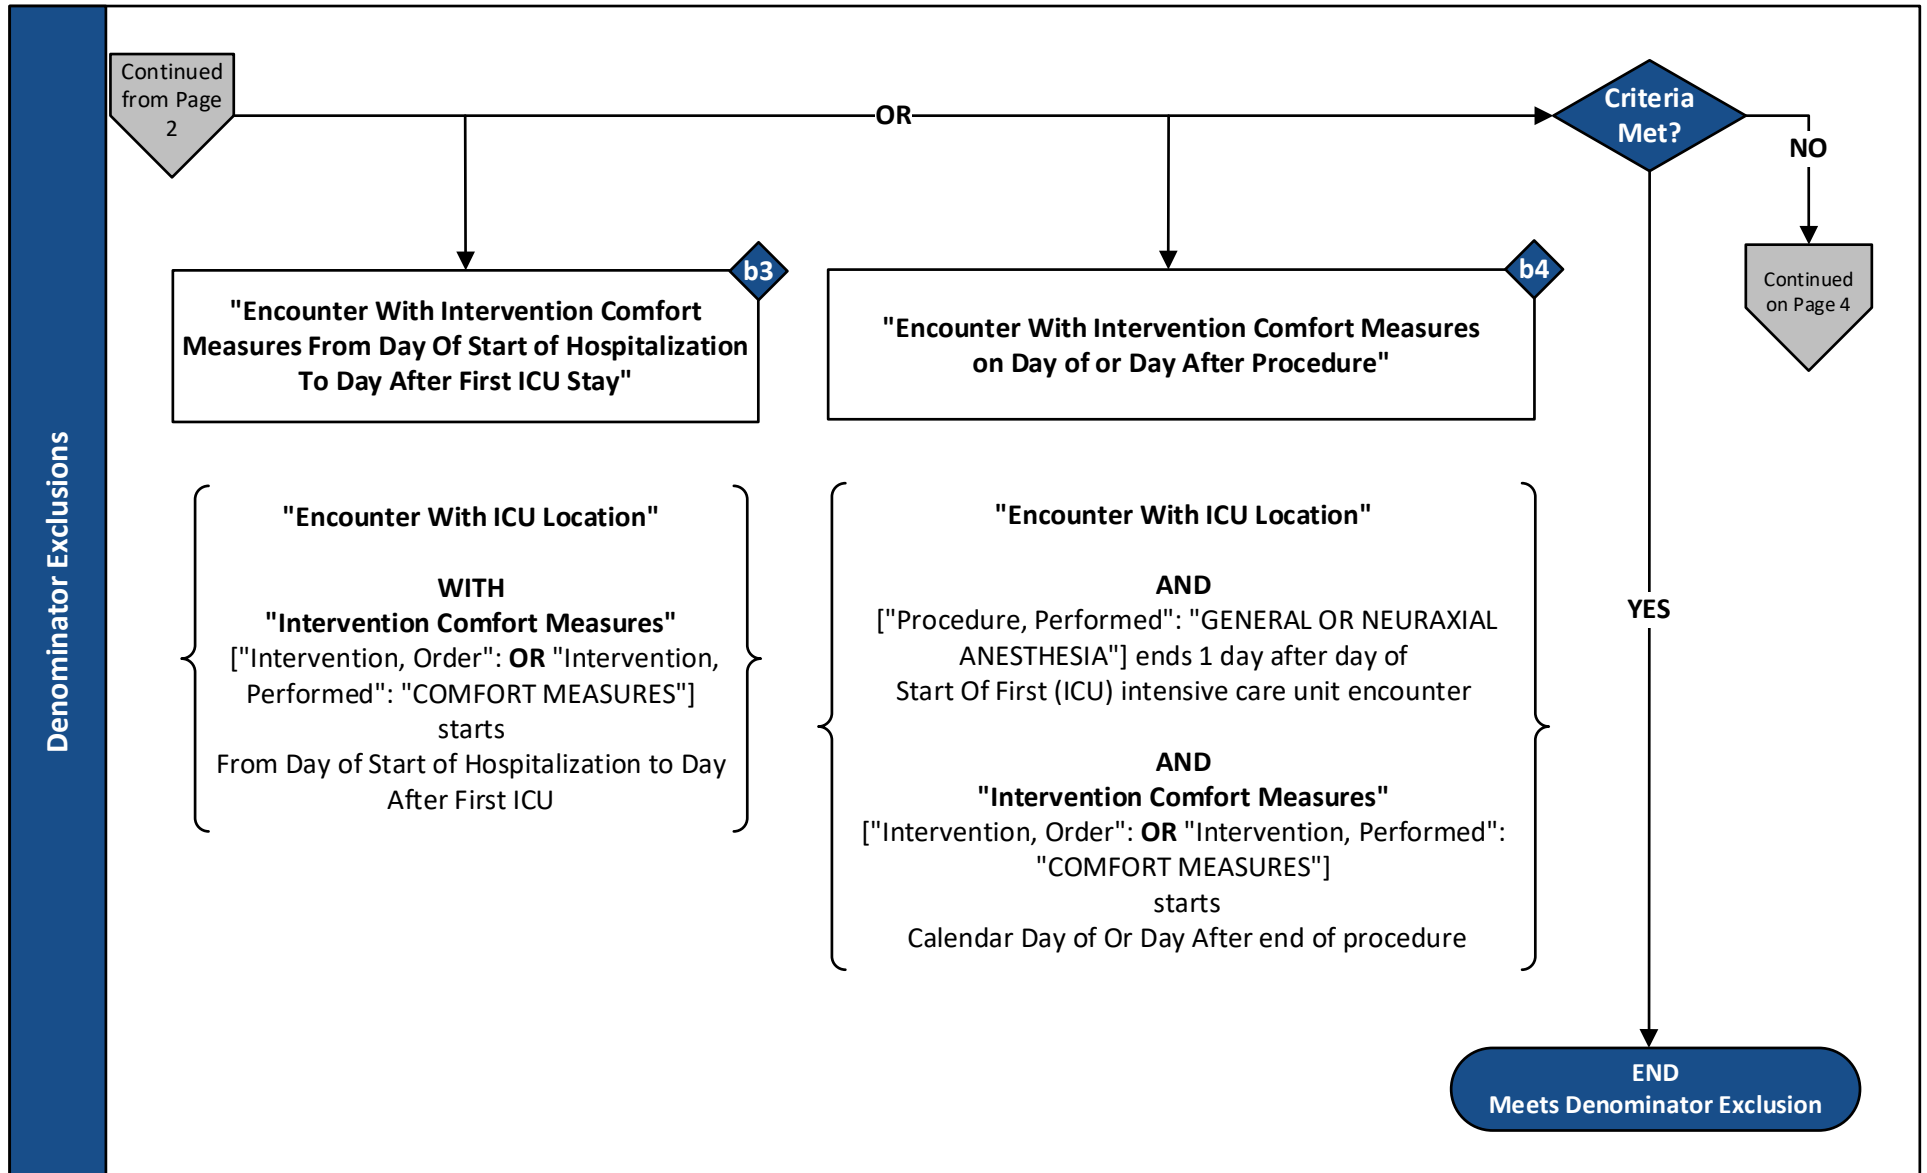 Denominator Exclusions
Continued
from Page
2
OR
Criteria
Met?
NO
Continued
on Page 4
b3
"Encounter With Intervention Comfort
Measures From Day Of Start of Hospitalization
To Day After First ICU Stay"
b4
"Encounter With Intervention Comfort Measures
on Day of or Day After Procedure"
"Encounter With ICU Location"
WITH
"Intervention Comfort Measures"
["Intervention, Order": OR "Intervention,
Performed": "COMFORT MEASURES"]
starts
From Day of Start of Hospitalization to Day
After First ICU
"Encounter With ICU Location"
AND
["Procedure, Performed": "GENERAL OR NEURAXIAL
ANESTHESIA"] ends 1 day after day of
Start Of First (ICU) intensive care unit encounter
AND
"Intervention Comfort Measures"
["Intervention, Order": OR "Intervention, Performed":
"COMFORT MEASURES"]
starts
Calendar Day of Or Day After end of procedure
YES
END
Meets Denominator Exclusion